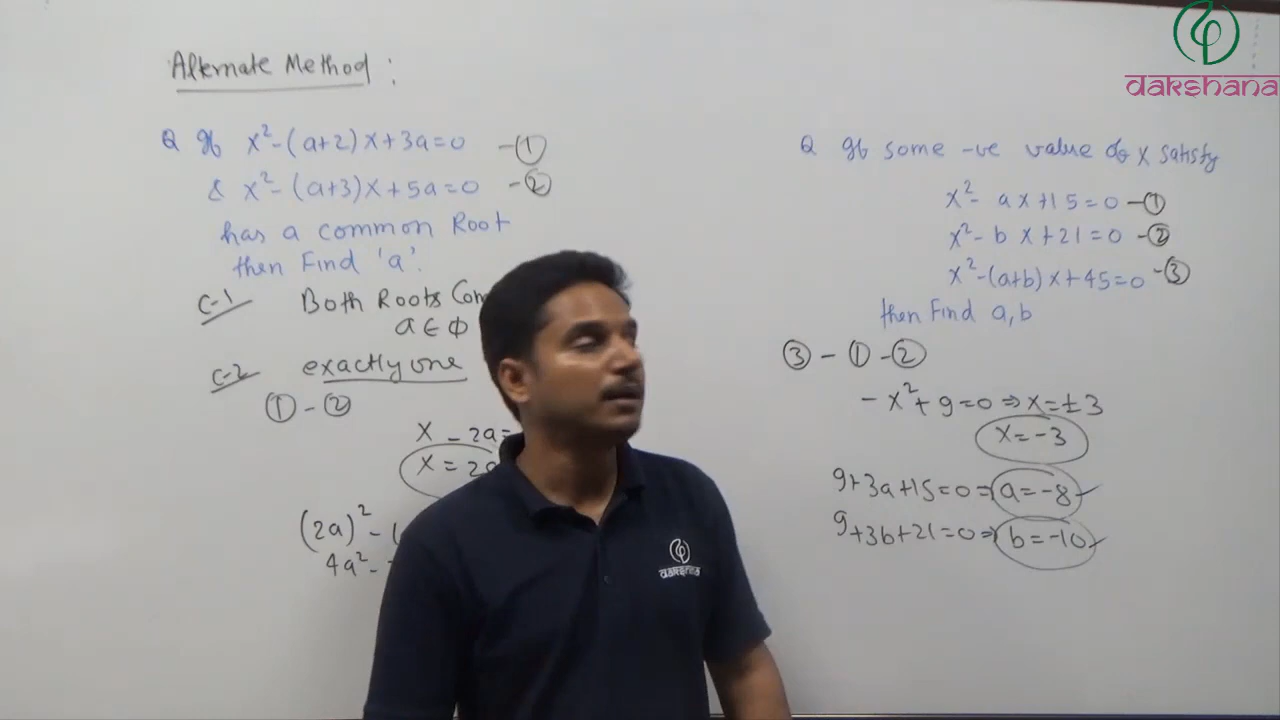 dakshana
Alternate Method :
Q If x²-(a+2)x+3a=0 -①
& x²-(a+3)x+5a=0 -②
has a common Root
then Find 'a'.
C-1 Both Roots
a ∈ φ
C-2 exactly one
① - ②
x - 2a=
x = 2a
(2a)² -
4a² -
Q If some -ve value of x satisfy
x²- ax+15=0 -①
x²- bx+21=0 -②
x²-(a+b)x+45=0 -③
then Find a,b
③ - ① - ②
- x²+9=0 ⇒ x=±3
x=-3
9+3a+15=0 ⇒ a=-8 ✓
9+3b+21=0 ⇒ b=-10 ✓
dakshana